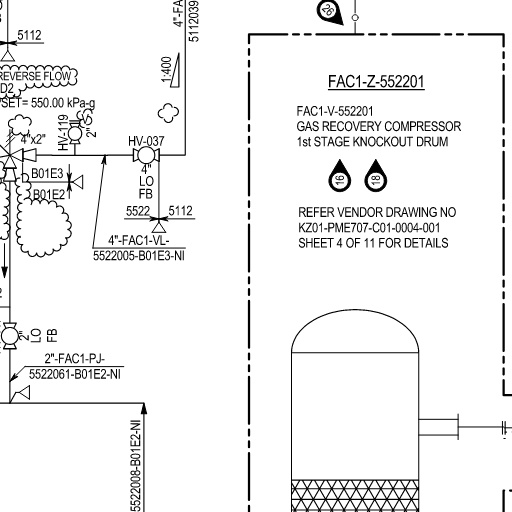 26
5112
4"-FA
5112039
1:400
REVERSE FLOW
D2
SET= 550.00 kPa-g
4"x2"
HV-119
2"
HV-037
4"
LO
FB
B01E3
B01E2
5522
5112
4"-FAC1-VL-
5522005-B01E3-NI
2"
LO
FB
2"-FAC1-PJ-
5522061-B01E2-NI
5522008-B01E2-NI
FAC1-Z-552201
FAC1-V-552201
GAS RECOVERY COMPRESSOR
1st STAGE KNOCKOUT DRUM
16
18
REFER VENDOR DRAWING NO
KZ01-PME707-C01-0004-001
SHEET 4 OF 11 FOR DETAILS